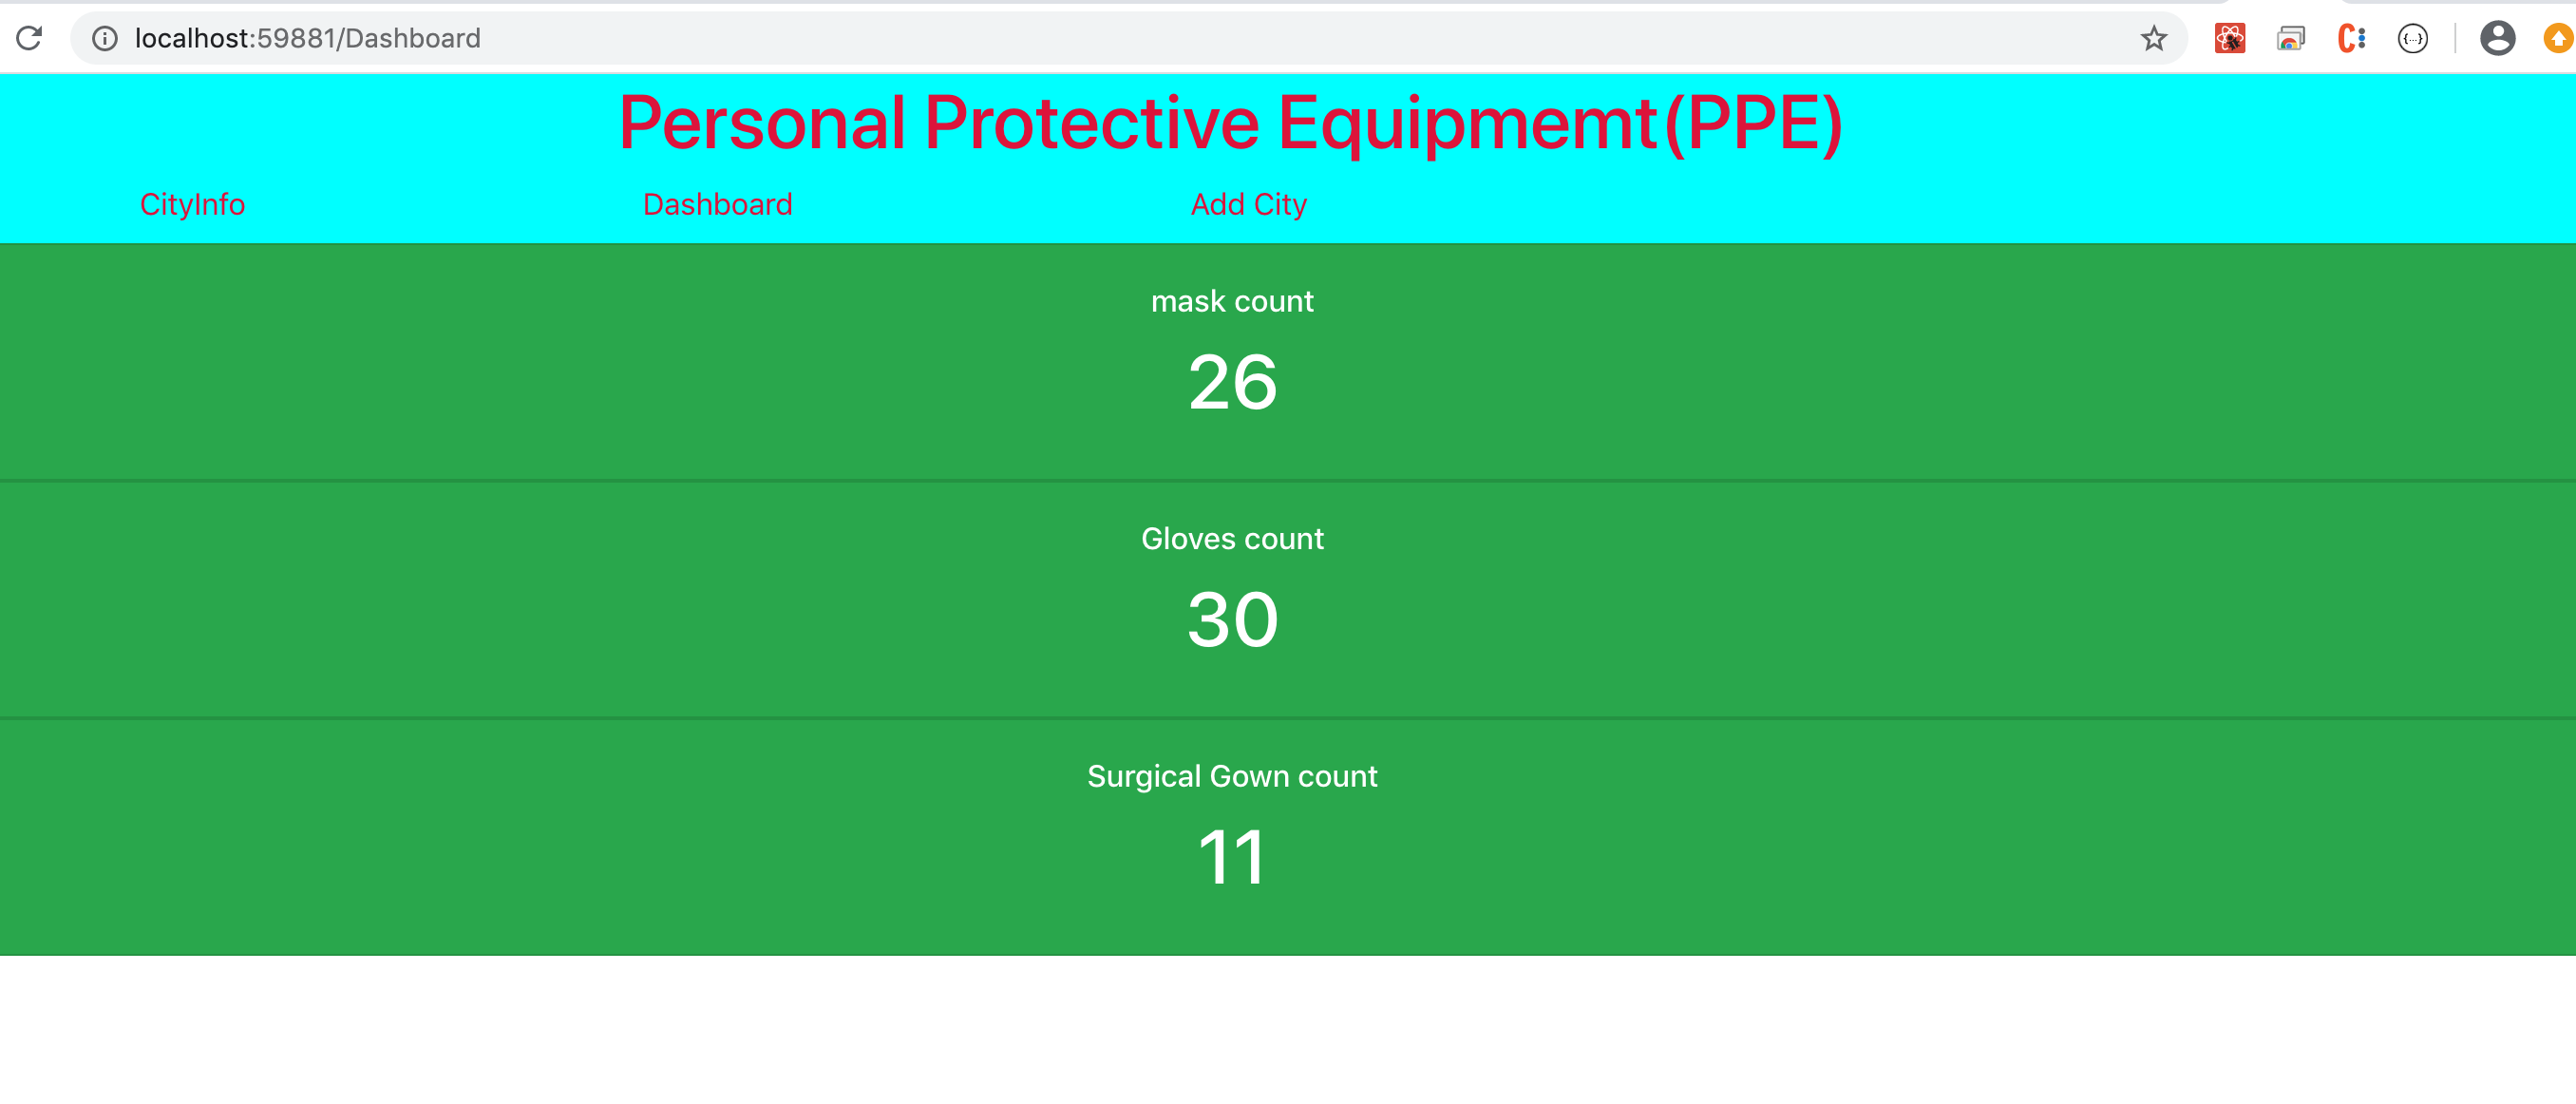 localhost:59881/Dashboard
Personal Protective Equipmemt(PPE)
CityInfo Dashboard Add City
mask count
26
Gloves count
30
Surgical Gown count
11